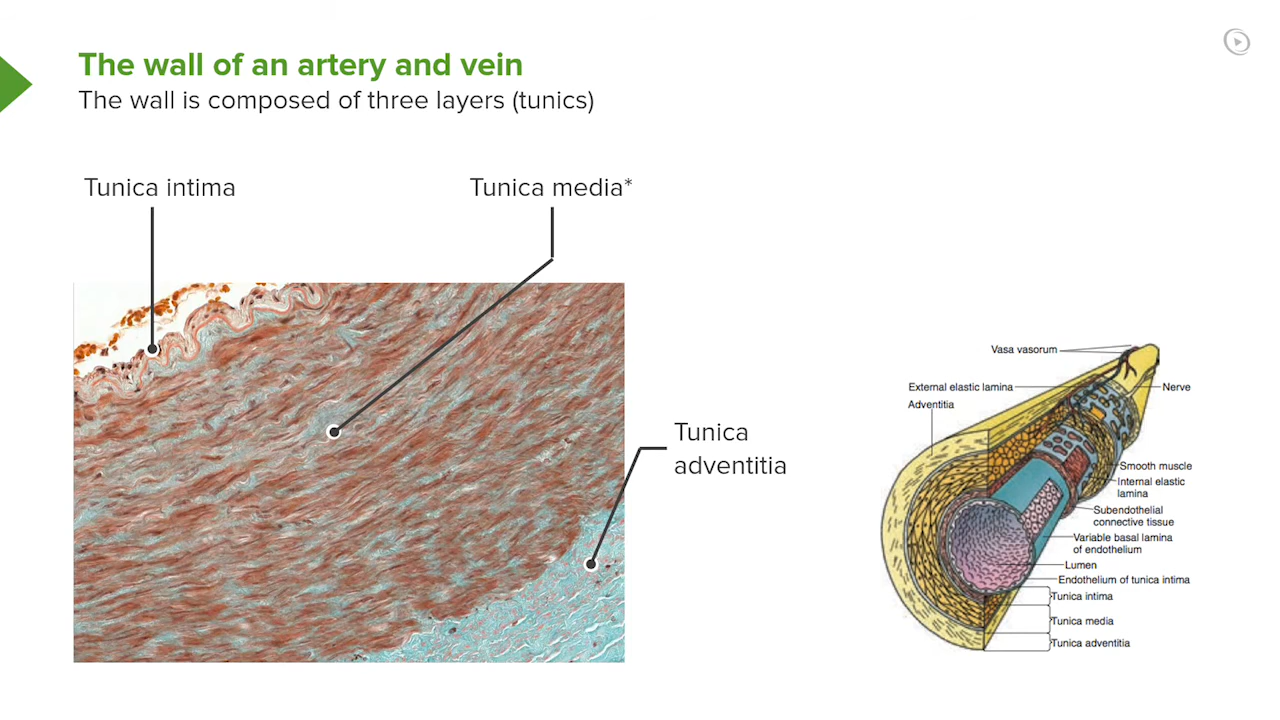 The wall of an artery and vein
The wall is composed of three layers (tunics)
Tunica intima
Tunica media*
Tunica
adventitia
Vasa vasorum
External elastic lamina
Nerve
Adventitia
Smooth muscle
Internal elastic
lamina
Subendothelial
connective tissue
Variable basal lamina
of endothelium
Lumen
Endothelium of tunica intima
Tunica intima
Tunica media
Tunica adventitia